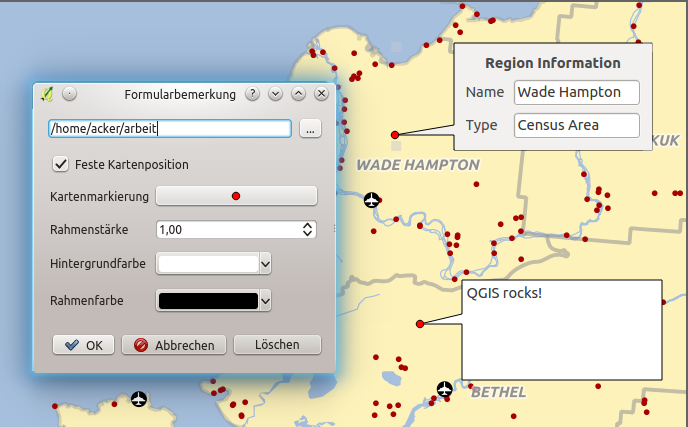 Formularbemerkung
/home/acker/arbeit
...
Feste Kartenposition
Kartenmarkierung
Rahmenstärke 1,00
Hintergrundfarbe
Rahmenfarbe
OK Abbrechen Löschen
Region Information
Name Wade Hampton
Type Census Area
KUK
WADE HAMPTON
QGIS rocks!
BETHEL